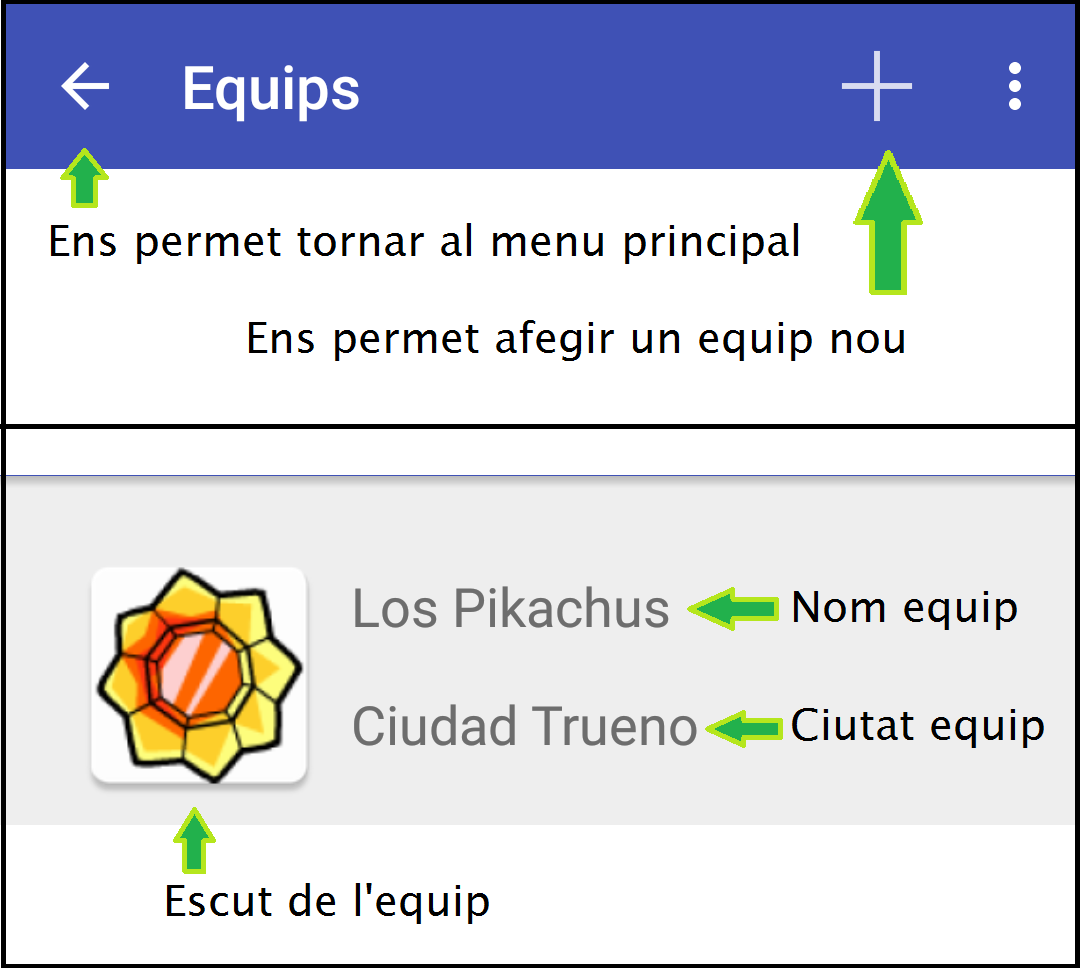 Equips
Ens permet tornar al menu principal
Ens permet afegir un equip nou
Los Pikachus Nom equip
Ciudad Trueno Ciutat equip
Escut de l'equip